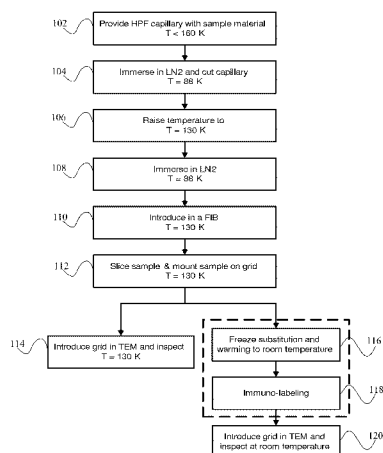 102
Provide HPF capillary with sample material
T < 160 K
104
Immerse in LN2 and cut capillary
T = 86 K
106
Raise temperature to
T = 130 K
108
Immerse in LN2
T = 86 K
110
Introduce in a FIB
T = 130 K
112
Slice sample & mount sample on grid
T = 130 K
114
Introduce grid in TEM and inspect
T = 130 K
Freeze substitution and
warming to room temperature
116
Immuno-labeling
118
Introduce grid in TEM and
inspect at room temperature
120